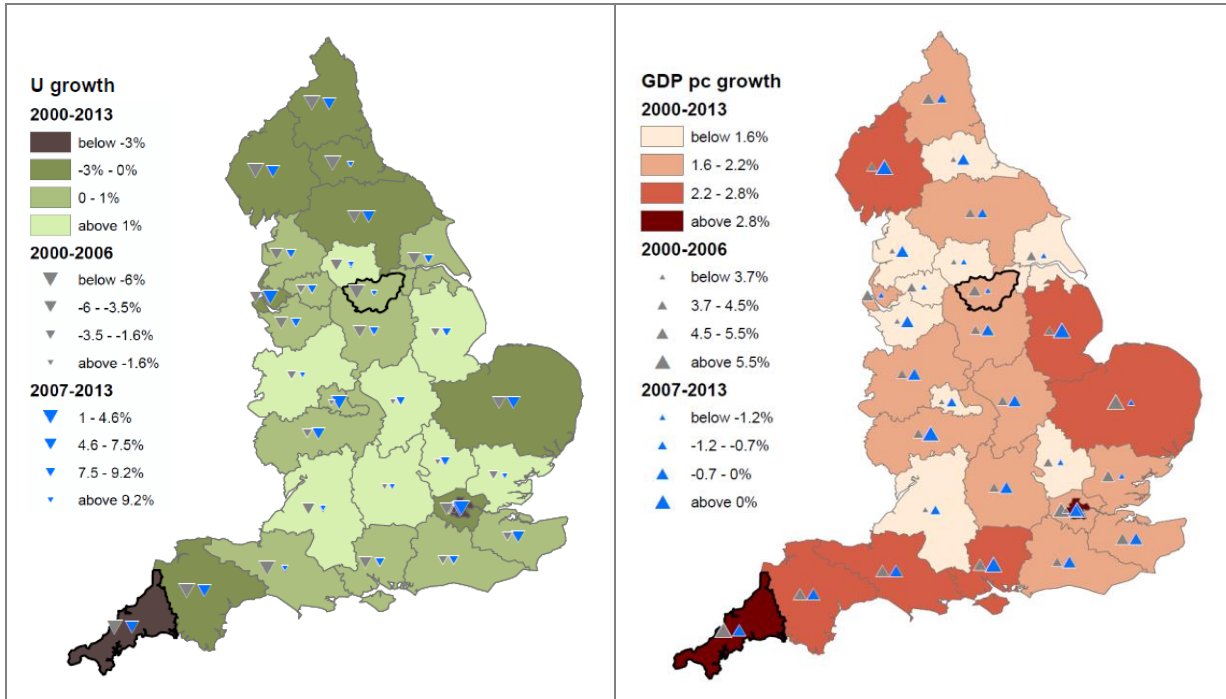 U growth
2000-2013
below -3%
-3% - 0%
0 - 1%
above 1%
2000-2006
below -6%
-6 - -3.5%
-3.5 - -1.6%
above -1.6%
2007-2013
1 - 4.6%
4.6 - 7.5%
7.5 - 9.2%
above 9.2%
GDP pc growth
2000-2013
below 1.6%
1.6 - 2.2%
2.2 - 2.8%
above 2.8%
2000-2006
below 3.7%
3.7 - 4.5%
4.5 - 5.5%
above 5.5%
2007-2013
below -1.2%
-1.2 - -0.7%
-0.7 - 0%
above 0%